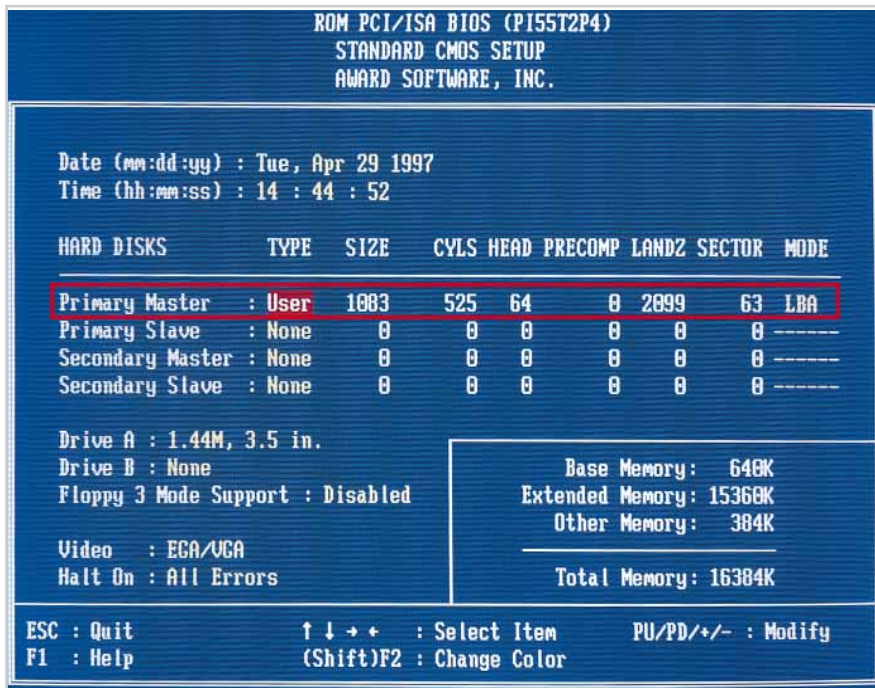 ROM PCI/ISA BIOS (PI55T2P4)
STANDARD CMOS SETUP
AWARD SOFTWARE, INC.
Date (mm:dd:yy) : Tue, Apr 29 1997
Time (hh:mm:ss) : 14 : 44 : 52
HARD DISKS TYPE SIZE CYLS HEAD PRECOMP LANDZ SECTOR MODE
Primary Master : User 1083 525 64 0 2099 63 LBA
Primary Slave : None 0 0 0 0 0 0 ------
Secondary Master : None 0 0 0 0 0 0 ------
Secondary Slave : None 0 0 0 0 0 0 ------
Drive A : 1.44M, 3.5 in.
Drive B : None
Floppy 3 Mode Support : Disabled
Video : EGA/VGA
Halt On : All Errors
Base Memory: 640K
Extended Memory: 15360K
Other Memory: 384K
Total Memory: 16384K
ESC : Quit ↑ ↓ → ← : Select Item PU/PD/+/- : Modify
F1 : Help (Shift)F2 : Change Color